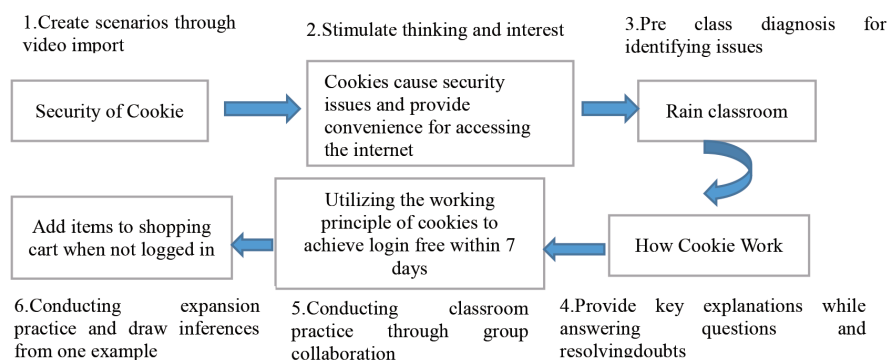 1.Create scenarios through
video import
2.Stimulate thinking and interest
3.Pre class diagnosis for
identifying issues
Security of Cookie
Cookies cause security
issues and provide
convenience for accessing
the internet
Rain classroom
Add items to shopping
cart when not logged in
Utilizing the working
principle of cookies to
achieve login free within 7
days
How Cookie Work
6.Conducting expansion
practice and draw inferences
from one example
5.Conducting classroom
practice through group
collaboration
4.Provide key explanations while
answering questions and
resolvingdoubts